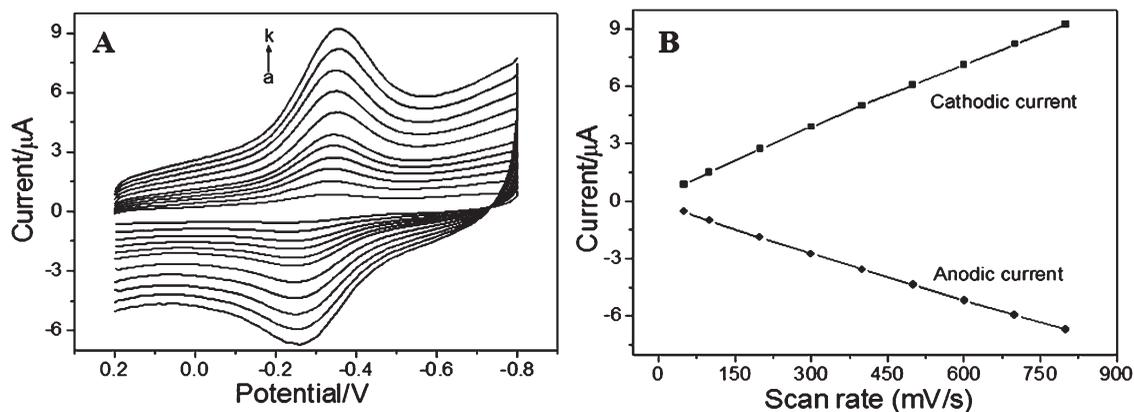 A
k
a
9
6
3
0
-3
-6
Current/μA
0.2 0.0 -0.2 -0.4 -0.6 -0.8
Potential/V
B
9
6
3
0
-3
-6
Current/μA
Cathodic current
Anodic current
0 150 300 450 600 750 900
Scan rate (mV/s)